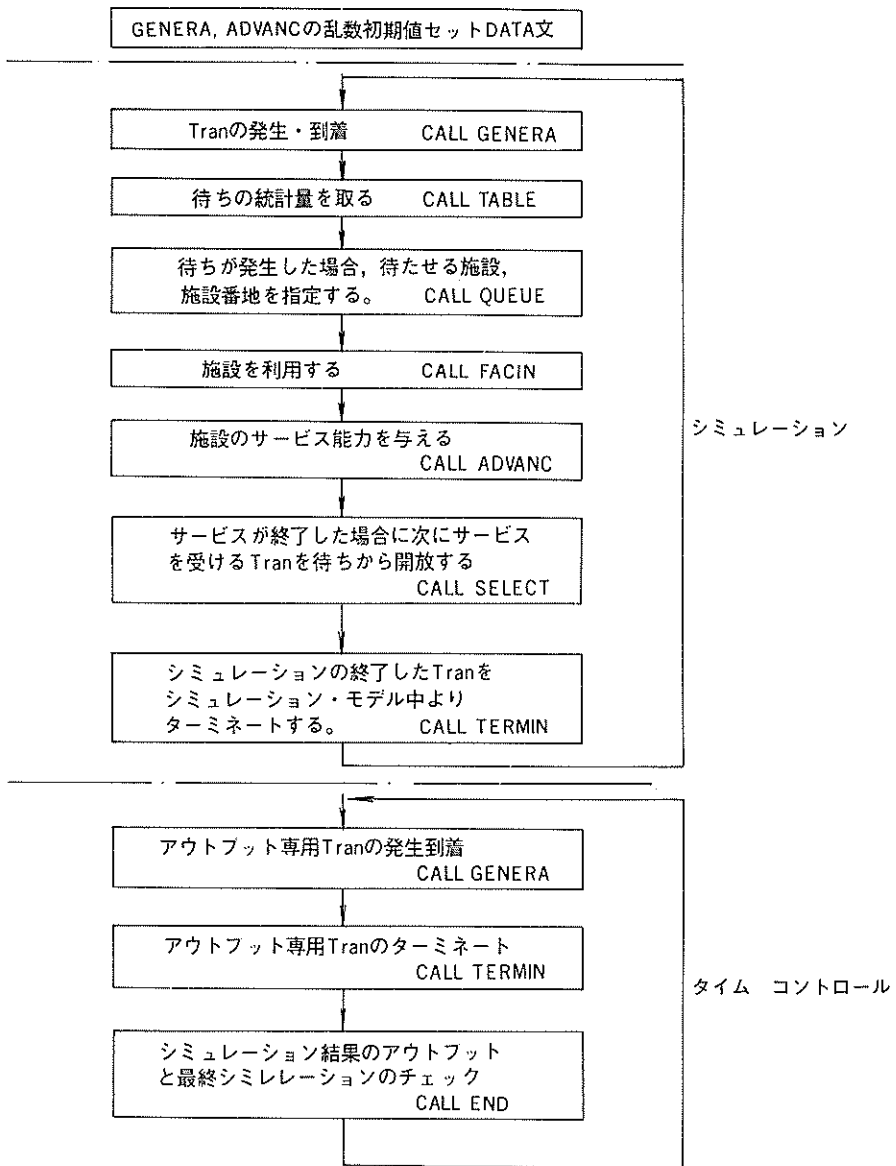 GENERA, ADVANCの乱数初期値セットDATA文
Tranの発生・到着 CALL GENERA
待ちの統計量を取る CALL TABLE
待ちが発生した場合, 待たせる施設,
施設番地を指定する。 CALL QUEUE
施設を利用する CALL FACIN
施設のサービス能力を与える
CALL ADVANC
サービスが終了した場合に次にサービス
を受けるTranを待ちから開放する
CALL SELECT
シミュレーションの終了したTranを
シミュレーション・モデル中より
ターミネートする。 CALL TERMIN
シミュレーション
アウトプット専用Tranの発生到着
CALL GENERA
アウトプット専用Tranのターミネート
CALL TERMIN
シミュレーション結果のアウトプット
と最終シミレレーションのチェック
CALL END
タイム コントロール